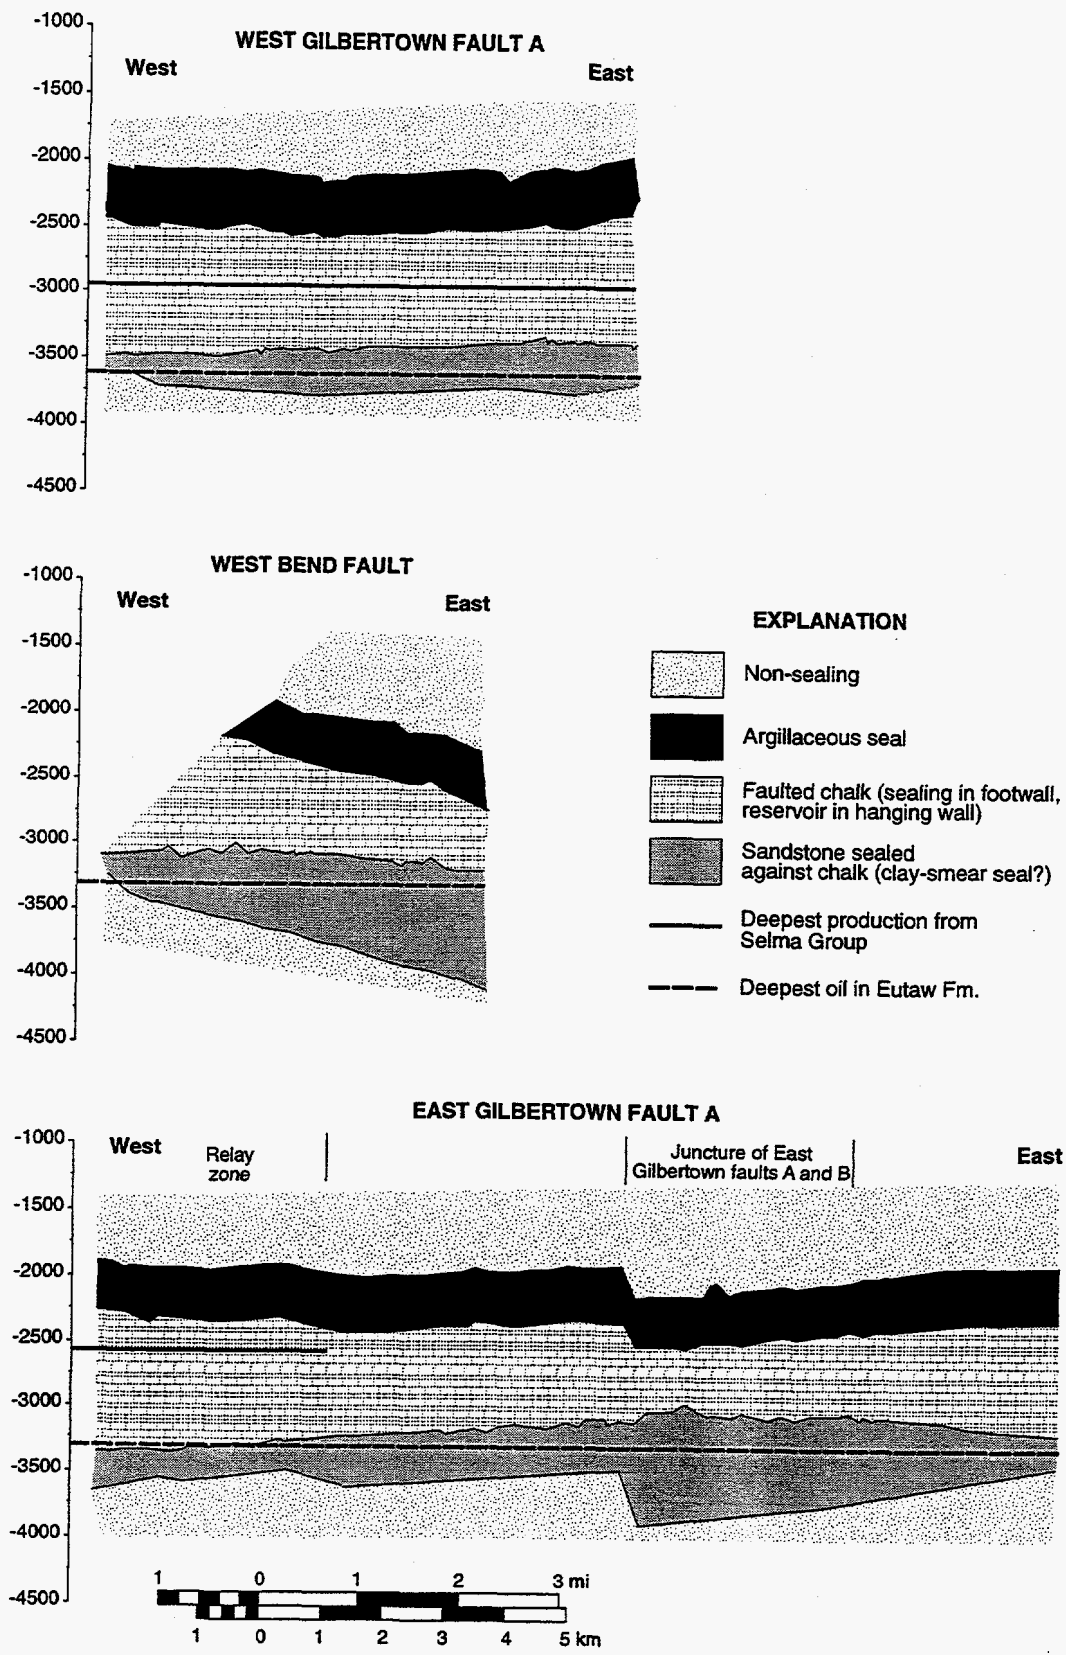 WEST GILBERTOWN FAULT A
West
East
-1000
-1500
-2000
-2500
-3000
-3500
-4000
-4500
WEST BEND FAULT
West
East
-1000
-1500
-2000
-2500
-3000
-3500
-4000
-4500
EXPLANATION
Non-sealing
Argillaceous seal
Faulted chalk (sealing in footwall,
reservoir in hanging wall)
Sandstone sealed
against chalk (clay-smear seal?)
Deepest production from
Selma Group
Deepest oil in Eutaw Fm.
EAST GILBERTOWN FAULT A
West
Relay
zone
Juncture of East
Gilbertown faults A and B
East
-1000
-1500
-2000
-2500
-3000
-3500
-4000
-4500
1 0 1 2 3 mi
1 0 1 2 3 4 5 km